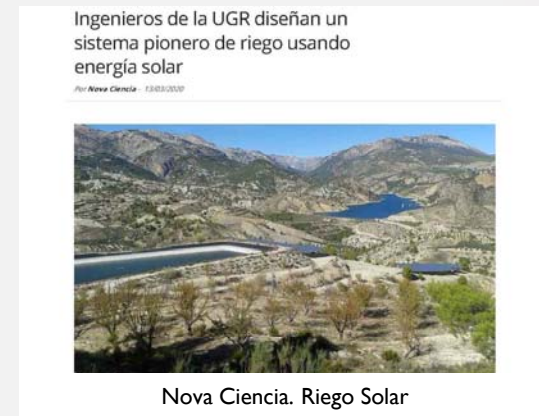 Ingenieros de la UGR diseñan un
sistema pionero de riego usando
energía solar
Por Nova Ciencia - 13/03/2020
Nova Ciencia. Riego Solar